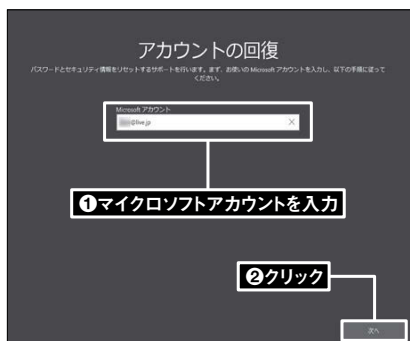 アカウントの回復
パスワードとセキュリティ情報をリセットするサポートを行います。まず、お使いの Microsoft アカウントを入力し、以下の手順に従って
ください。
Microsoft アカウント
@live.jp
❶マイクロソフトアカウントを入力
❷クリック
次へ